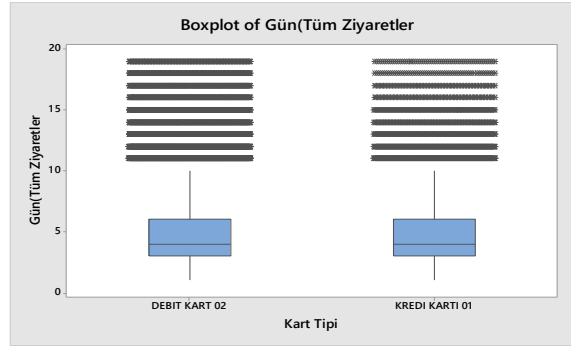 Boxplot of Gün(Tüm Ziyaretler
20
15
10
5
0
Gün(Tüm Ziyaretler
DEBIT KART 02
KREDI KARTI 01
Kart Tipi